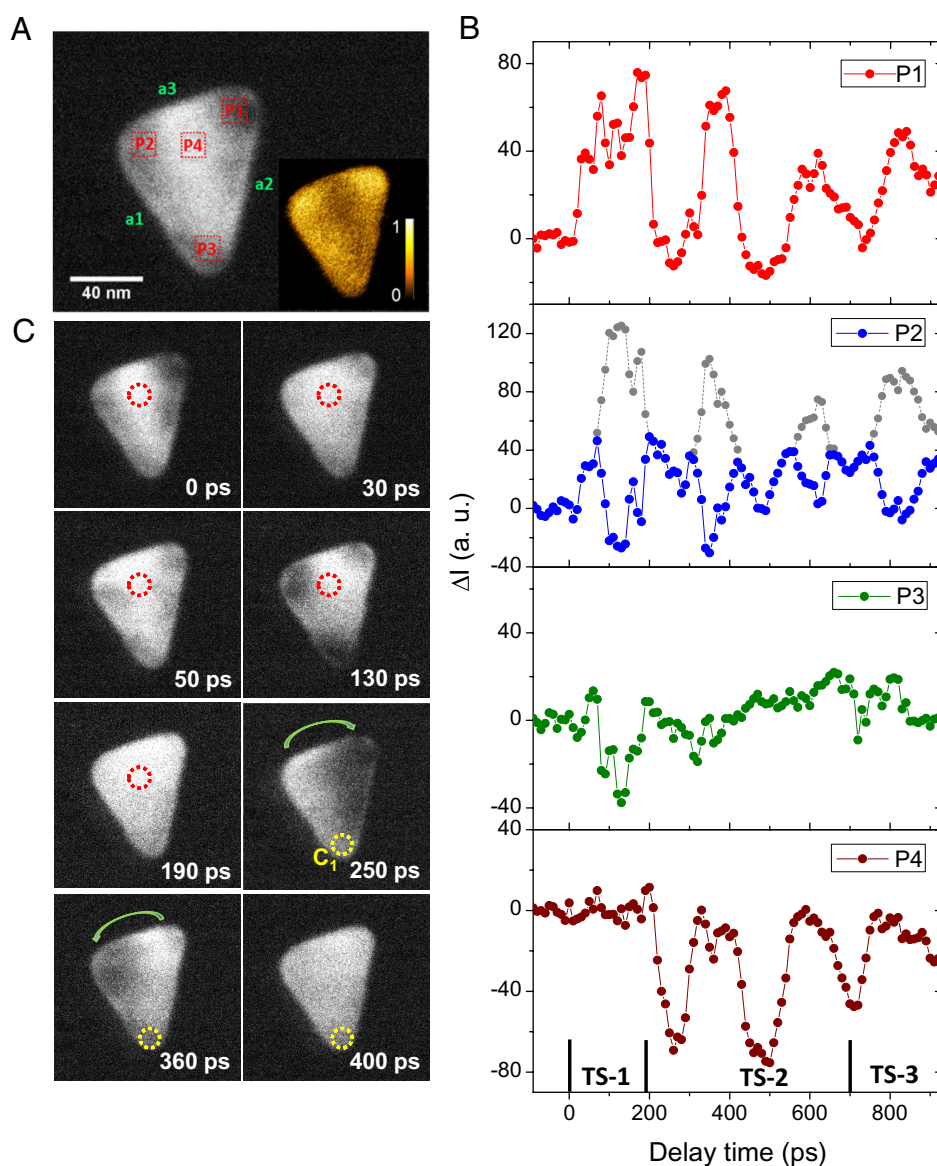 A
a3
P1
P2
P4
a2
a1
P3
40 nm
1
0
B
ΔI (a. u.)
80
40
0
P1
120
80
40
0
-40
P2
40
0
-40
P3
40
0
-40
-80
P4
TS-1
TS-2
TS-3
0
200
400
600
800
Delay time (ps)
C
0 ps
30 ps
50 ps
130 ps
190 ps
C₁
250 ps
360 ps
400 ps